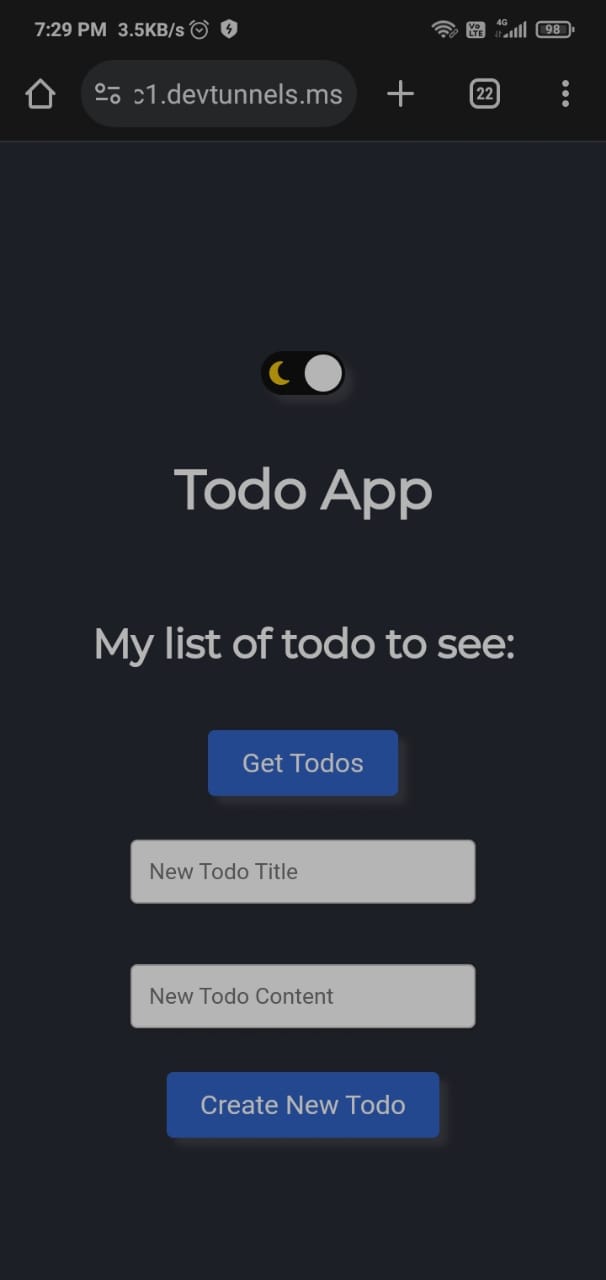 7:29 PM 3.5KB/s Vo LTE 4G 98
c1.devtunnels.ms 22
Todo App
My list of todo to see:
Get Todos
New Todo Title
New Todo Content
Create New Todo